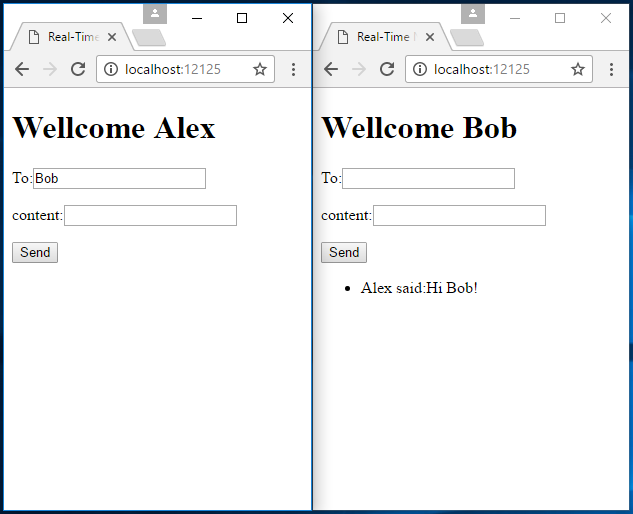 Real-Time
localhost:12125
Wellcome Alex
To:Bob
content:
Send
Real-Time
localhost:12125
Wellcome Bob
To:
content:
Send
Alex said:Hi Bob!